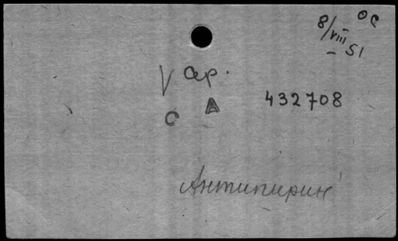 ОС
8/VIII-51
V ар.
С А 432708
Антипирин